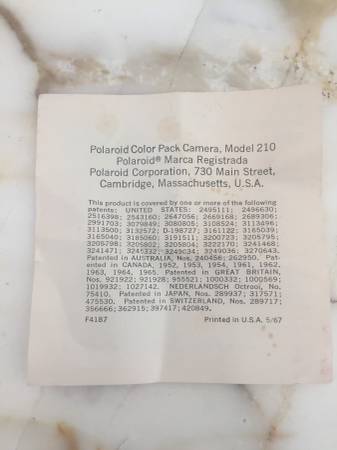 Polaroid Color Pack Camera, Model 210
Polaroid® Marca Registrada
Polaroid Corporation, 730 Main Street,
Cambridge, Massachusetts, U.S.A.
This product is covered by one or more of the following
patents: UNITED STATES: 2495111; 2496630;
2516398; 2543160; 2647056; 2669168; 2689306;
2991703; 3079849; 3080805; 3108524; 3113496;
3113500; 3132572; D-198727; 3161122; 3165039;
3165040; 3185060; 3191511; 3200723; 3205795;
3205798; 3205802; 3205804; 3222170; 3241468;
3241471; 3245332; 3249034; 3249036; 3270643.
Patented in AUSTRALIA, Nos. 240456; 262950. Pat-
ented in CANADA, 1952, 1953, 1954, 1961, 1962,
1963, 1964, 1965. Patented in GREAT BRITAIN,
Nos. 921922; 921928; 955521; 1000332; 1000569;
1019932; 1027142. NEDERLANDSCH Octrooi, No.
75410. Patented in JAPAN, Nos. 289937; 317571;
475530. Patented in SWITZERLAND, Nos. 289717;
356666; 362915; 397417; 420849.
F4187 Printed in U.S.A. 5/67